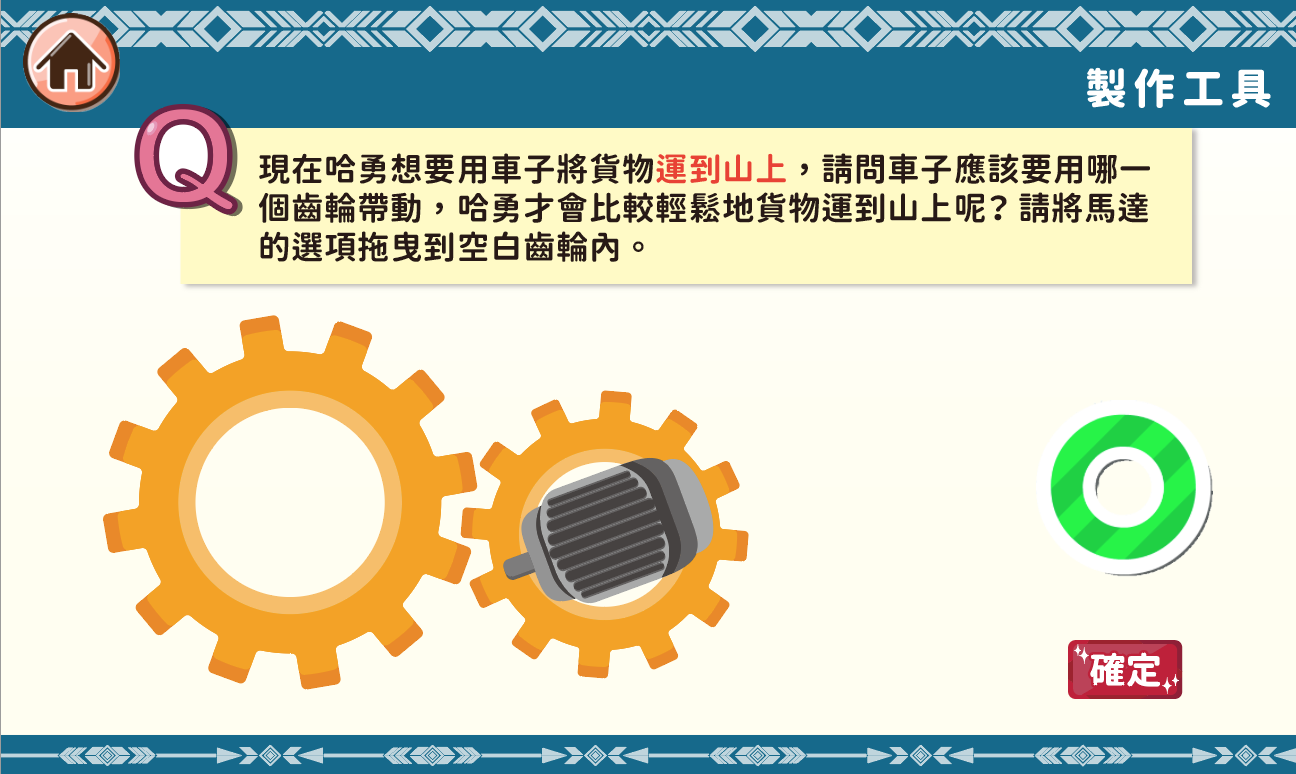 製作工具
Q
現在哈勇想要用車子將貨物運到山上，請問車子應該要用哪一
個齒輪帶動，哈勇才會比較輕鬆地貨物運到山上呢？請將馬達
的選項拖曳到空白齒輪內。
確定